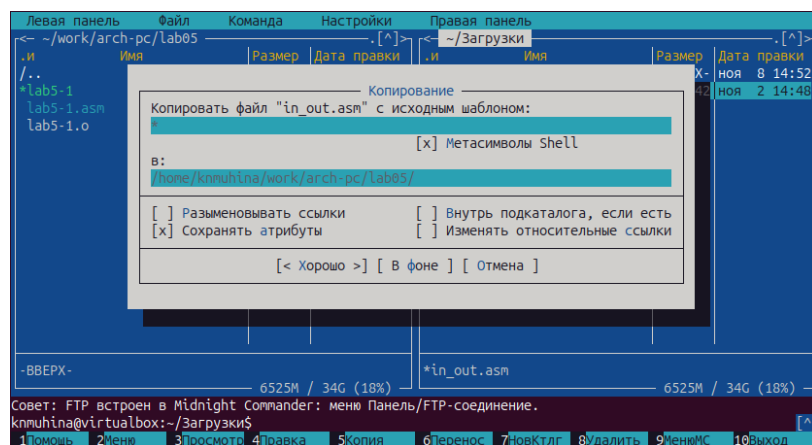 Левая панель Файл Команда Настройки Правая панель
<— ~/work/arch-pc/lab05 .[^]> <— ~/Загрузки .[^]>
.и Имя Размер Дата правки .и Имя Размер Дата правки
/.. Х- ноя 8 14:52
*lab5-1 42 ноя 2 14:48
lab5-1.asm
lab5-1.o
Копирование
Копировать файл "in_out.asm" с исходным шаблоном:
*
[x] Метасимволы Shell
в:
/home/knmuhina/work/arch-pc/lab05/
[ ] Разыменовывать ссылки [ ] Внутрь подкаталога, если есть
[x] Сохранять атрибуты [ ] Изменять относительные ссылки
[< Хорошо >] [ В фоне ] [ Отмена ]
-ВВЕРХ- *in_out.asm
6525M / 34G (18%) 6525M / 34G (18%)
Совет: FTP встроен в Midnight Commander: меню Панель/FTP-соединение.
knmuhina@virtualbox:~/Загрузки$ [^
1Помощь 2Меню 3Просмотр 4Правка 5Копия 6Перенос 7НовКтлг 8Удалить 9МенюМС 10Выход